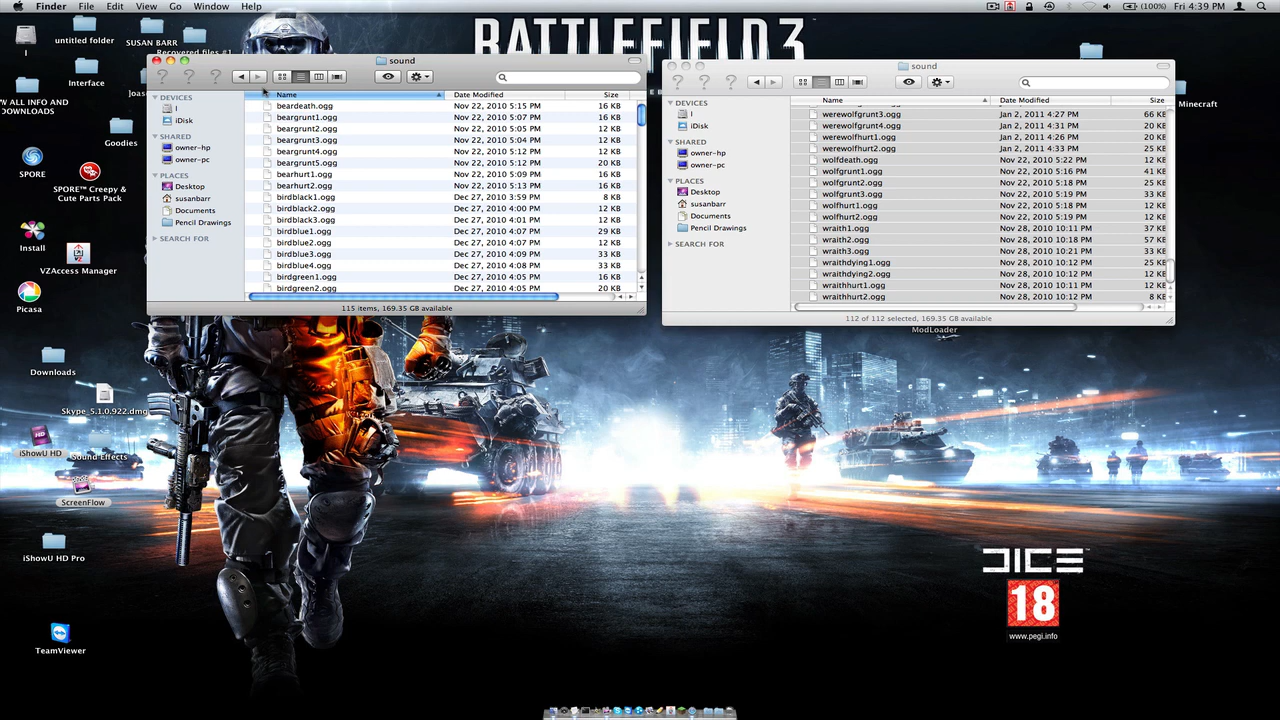 Finder File Edit View Go Window Help (100%) Fri 4:39 PM
BATTLEFIELD 3
I
untitled folder
SUSAN BARR
Recovered files #1
Interface
W ALL INFO AND
DOWNLOADS
Goodies
SPORE
SPORE™ Creepy &
Cute Parts Pack
Install
VZAccess Manager
Picasa
Downloads
Skype_5.1.0.922.dmg
iShowU HD
Sound Effects
ScreenFlow
iShowU HD Pro
TeamViewer
sound
DEVICES
I
iDisk
SHARED
owner-hp
owner-pc
PLACES
Desktop
susanbarr
Documents
Pencil Drawings
SEARCH FOR
Name Date Modified Size
beardeath.ogg Nov 22, 2010 5:15 PM 16 KB
beargrunt1.ogg Nov 22, 2010 5:07 PM 16 KB
beargrunt2.ogg Nov 22, 2010 5:05 PM 12 KB
beargrunt3.ogg Nov 22, 2010 5:04 PM 12 KB
beargrunt4.ogg Nov 22, 2010 5:12 PM 12 KB
beargrunt5.ogg Nov 22, 2010 5:12 PM 20 KB
bearhurt1.ogg Nov 22, 2010 5:09 PM 16 KB
bearhurt2.ogg Nov 22, 2010 5:13 PM 16 KB
birdblack1.ogg Dec 27, 2010 3:59 PM 8 KB
birdblack2.ogg Dec 27, 2010 4:00 PM 12 KB
birdblack3.ogg Dec 27, 2010 4:01 PM 12 KB
birdblue1.ogg Dec 27, 2010 4:07 PM 29 KB
birdblue2.ogg Dec 27, 2010 4:07 PM 12 KB
birdblue3.ogg Dec 27, 2010 4:09 PM 33 KB
birdblue4.ogg Dec 27, 2010 4:08 PM 33 KB
birdgreen1.ogg Dec 27, 2010 4:05 PM 16 KB
birdgreen2.ogg Dec 27, 2010 4:05 PM 20 KB
115 items, 169.35 GB available
sound
DEVICES
I
iDisk
SHARED
owner-hp
owner-pc
PLACES
Desktop
susanbarr
Documents
Pencil Drawings
SEARCH FOR
Name Date Modified Size
werewolfgrunt3.ogg Jan 2, 2011 4:27 PM 66 KB
werewolfgrunt4.ogg Jan 2, 2011 4:31 PM 20 KB
werewolfhurt1.ogg Jan 2, 2011 4:26 PM 20 KB
werewolfhurt2.ogg Jan 2, 2011 4:33 PM 25 KB
wolfdeath.ogg Nov 22, 2010 5:22 PM 12 KB
wolfgrunt1.ogg Nov 22, 2010 5:16 PM 41 KB
wolfgrunt2.ogg Nov 22, 2010 5:18 PM 25 KB
wolfgrunt3.ogg Nov 22, 2010 5:19 PM 33 KB
wolfhurt1.ogg Nov 22, 2010 5:18 PM 12 KB
wolfhurt2.ogg Nov 22, 2010 5:19 PM 12 KB
wraith1.ogg Nov 28, 2010 10:11 PM 37 KB
wraith2.ogg Nov 28, 2010 10:18 PM 57 KB
wraith3.ogg Nov 28, 2010 10:21 PM 33 KB
wraithdying1.ogg Nov 28, 2010 10:12 PM 25 KB
wraithdying2.ogg Nov 28, 2010 10:12 PM 12 KB
wraithhurt1.ogg Nov 28, 2010 10:11 PM 12 KB
wraithhurt2.ogg Nov 28, 2010 10:12 PM 8 KB
112 of 112 selected, 169.35 GB available
ModLoader
Minecraft
DICE™
18
www.pegi.info